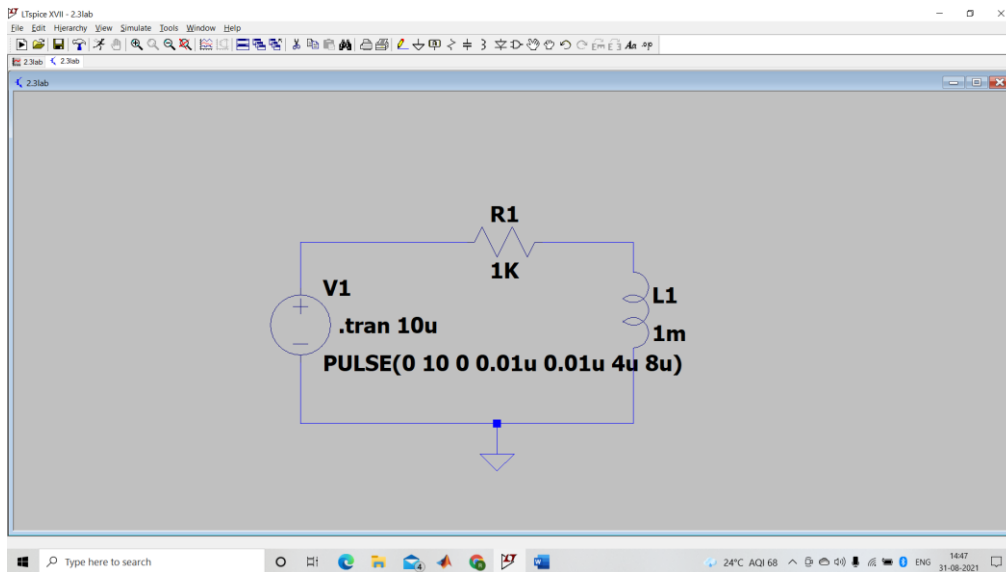 LTspice XVII - 2.3lab
File Edit Hierarchy View Simulate Tools Window Help
2.3lab 2.3lab
2.3lab
R1
1K
V1
.tran 10u
PULSE(0 10 0 0.01u 0.01u 4u 8u)
L1
1m
Type here to search
24°C AQI 68
ENG
14:47
31-08-2021